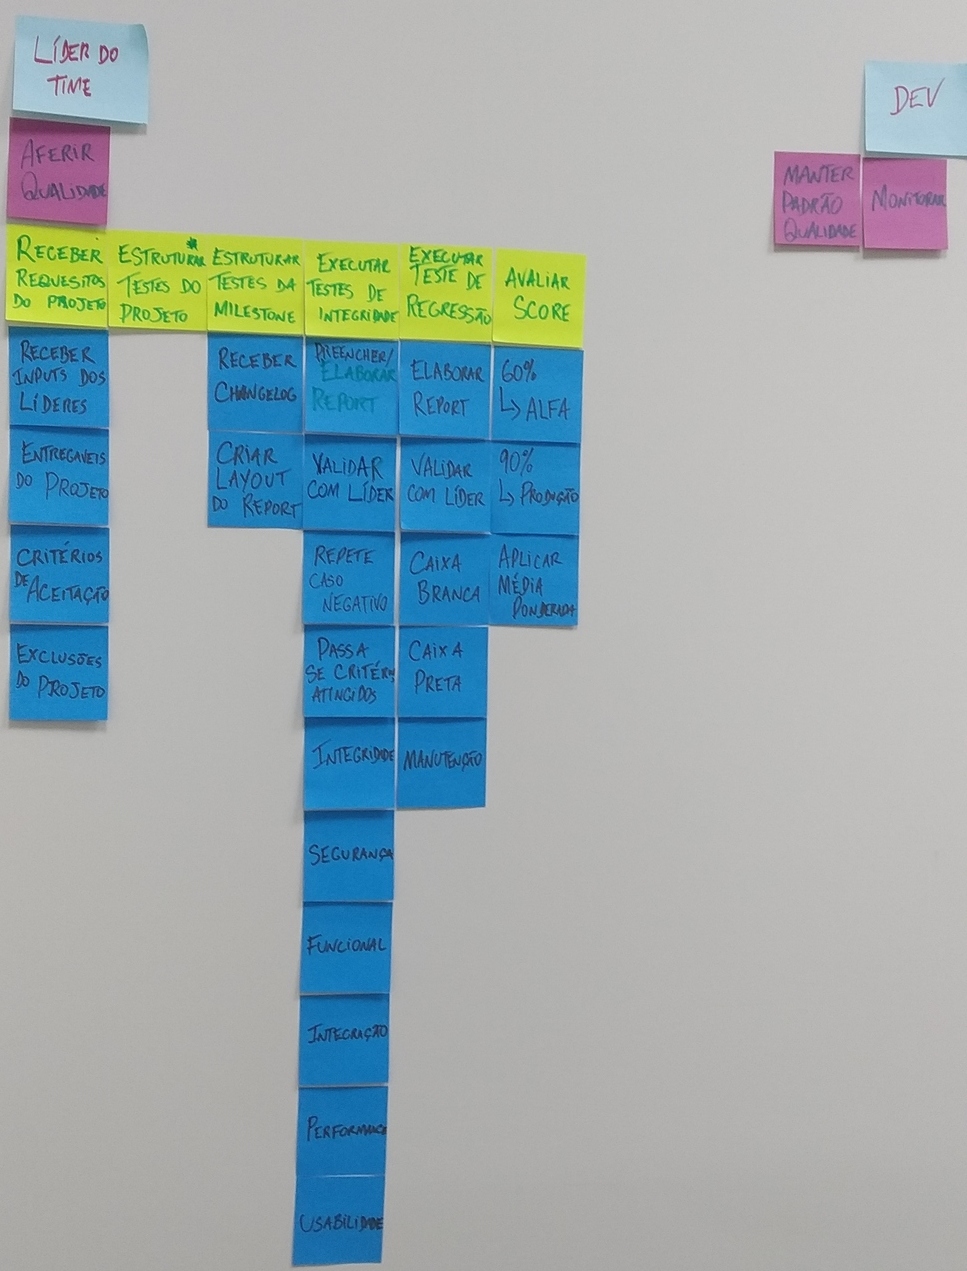 LÍDER DO
TIME
DEV
AFERIR
QUALIDADE
MANTER
PADRÃO
QUALIDADE
MONITORAR
RECEBER
REQUESITOS
DO PROJETO
ESTRUTURAR *
TESTES DO
PROJETO
ESTRUTURAR
TESTES DA
MILESTONE
EXECUTAR
TESTES DE
INTEGRIDADE
EXECUTAR
TESTE DE
REGRESSÃO
AVALIAR
SCORE
RECEBER
INPUTS DOS
LÍDERES
ENTREGAVEIS
DO PROJETO
CRITÉRIOS
DE ACEITAÇÃO
EXCLUSÕES
DO PROJETO
RECEBER
CHANGELOG
CRIAR
LAYOUT
DO REPORT
PREENCHER/
ELABORAR
REPORT
VALIDAR
COM LÍDER
REPETE
CASO
NEGATIVO
PASSA
SE CRITÉRIOS
ATINGIDOS
INTEGRIDADE
SEGURANÇA
FUNCIONAL
INTEGRAÇÃO
PERFORMANCE
USABILIDADE
ELABORAR
REPORT
VALIDAR
COM LÍDER
CAIXA
BRANCA
CAIXA
PRETA
MANUTENÇÃO
60%
↳ ALFA
90%
↳ PRODUÇÃO
APLICAR
MÉDIA
PONDERADA